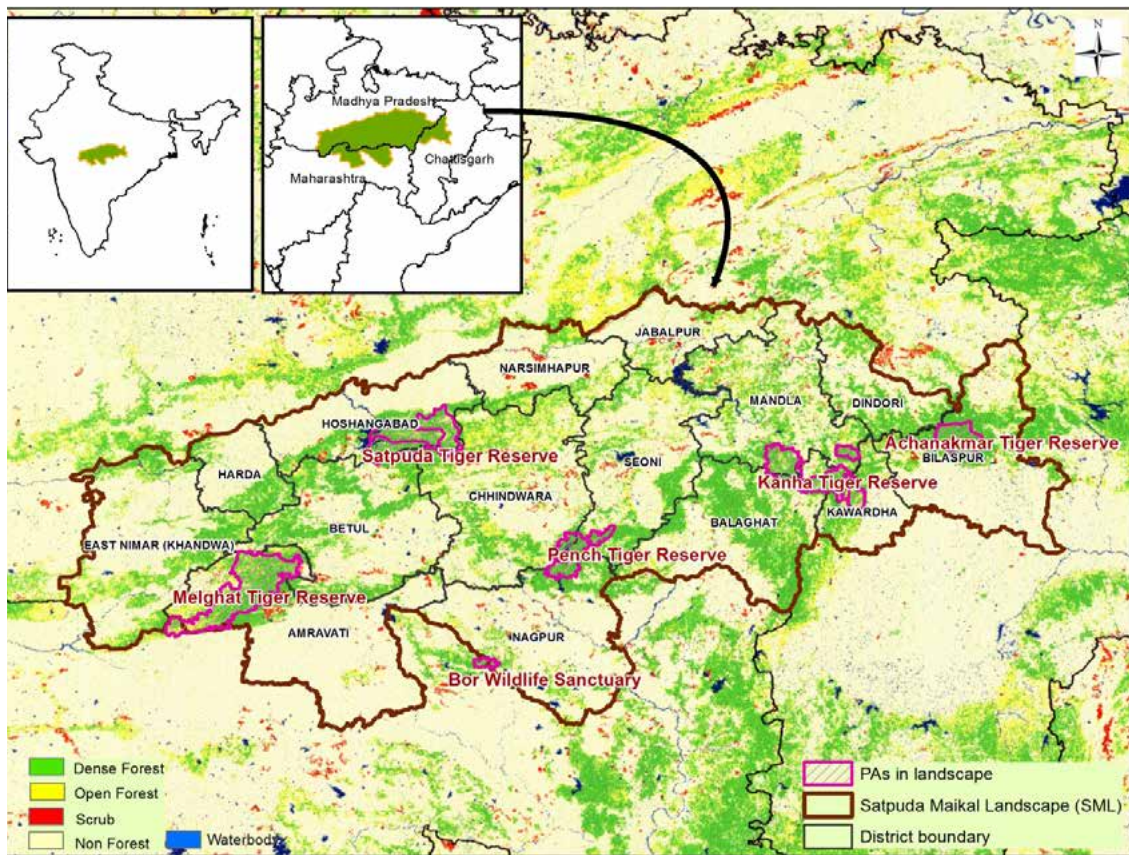 N
Madhya Pradesh
Chattisgarh
Maharashtra
JABALPUR
NARSIMHAPUR
MANDLA
DINDORI
HOSHANGABAD
Satpuda Tiger Reserve
Achanakmar Tiger Reserve
BILASPUR
SEONI
HARDA
CHHINDWARA
Kanha Tiger Reserve
KAWARDHA
BETUL
BALAGHAT
EAST NIMAR (KHANDWA)
Pench Tiger Reserve
Melghat Tiger Reserve
AMRAVATI
NAGPUR
Bor Wildlife Sanctuary
Dense Forest
Open Forest
Scrub
Non Forest
Waterbody
PAs in landscape
Satpuda Maikal Landscape (SML)
District boundary